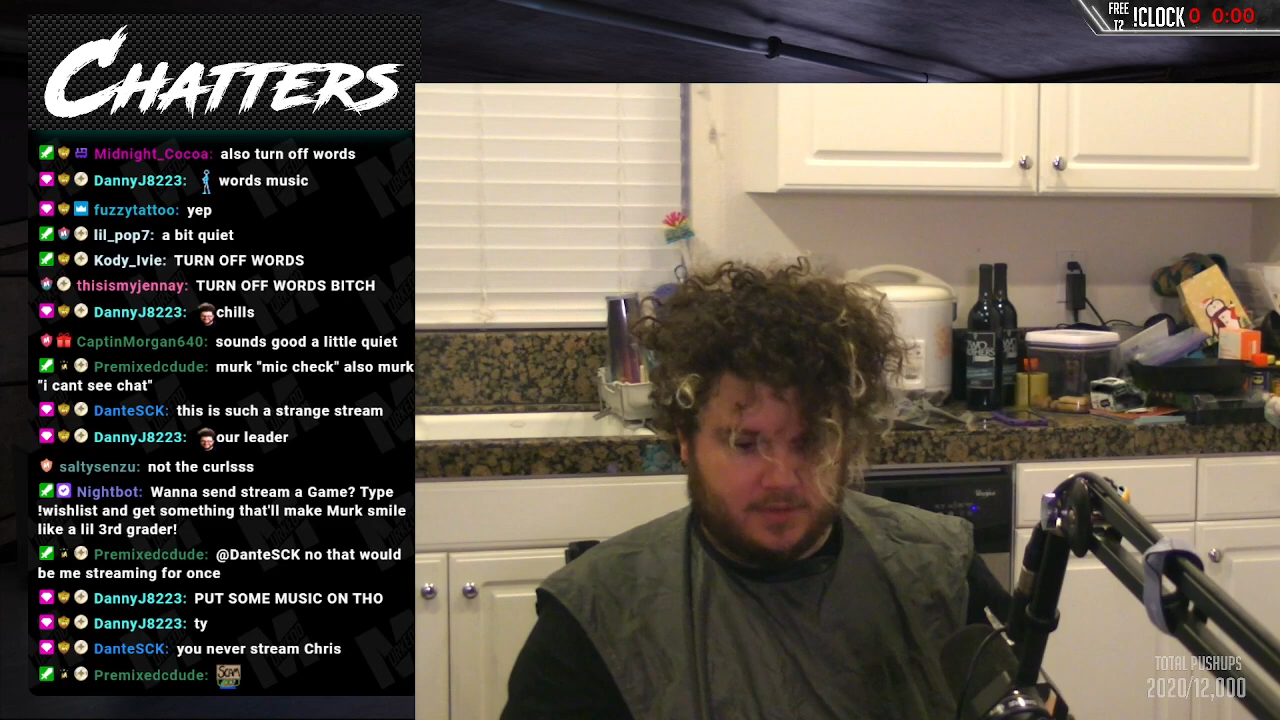 CHATTERS
FREE
12
!CLOCK 0 0:00
Midnight_Cocoa: also turn off words
DannyJ8223: words music
fuzzytattoo: yep
lil_pop7: a bit quiet
Kody_Ivie: TURN OFF WORDS
thisismyjennay: TURN OFF WORDS BITCH
DannyJ8223: chills
CaptinMorgan640: sounds good a little quiet
Premixedcdude: murk "mic check" also murk
"i cant see chat"
DanteSCK: this is such a strange stream
DannyJ8223: our leader
saltysenzu: not the curlsss
Nightbot: Wanna send stream a Game? Type
!wishlist and get something that'll make Murk smile
like a lil 3rd grader!
Premixedcdude: @DanteSCK no that would
be me streaming for once
DannyJ8223: PUT SOME MUSIC ON THO
DannyJ8223: ty
DanteSCK: you never stream Chris
Premixedcdude: SCAM
TOTAL PUSHUPS
2020/12,000